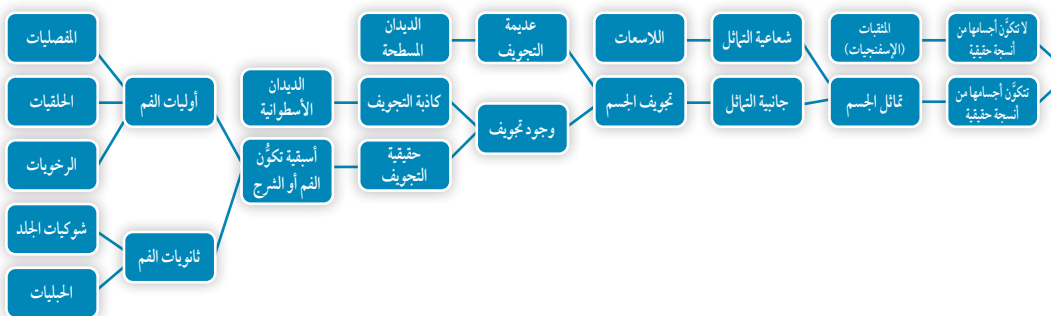 لا تتكوَّن أجسامها من
أنسجة حقيقية
المثقبات
(الإسفنجيات)
تتكوَّن أجسامها من
أنسجة حقيقية
تماثل الجسم
شعاعية التماثل
اللاسعات
جانبية التماثل
تجويف الجسم
عديمة
التجويف
الديدان
المسطحة
وجود تجويف
كاذبة التجويف
الديدان
الأسطوانية
حقيقية
التجويف
أسبقية تكوُّن
الفم أو الشرج
أوليات الفم
المفصليات
الحلقيات
الرخويات
ثانويات الفم
شوكيات الجلد
الحبليات